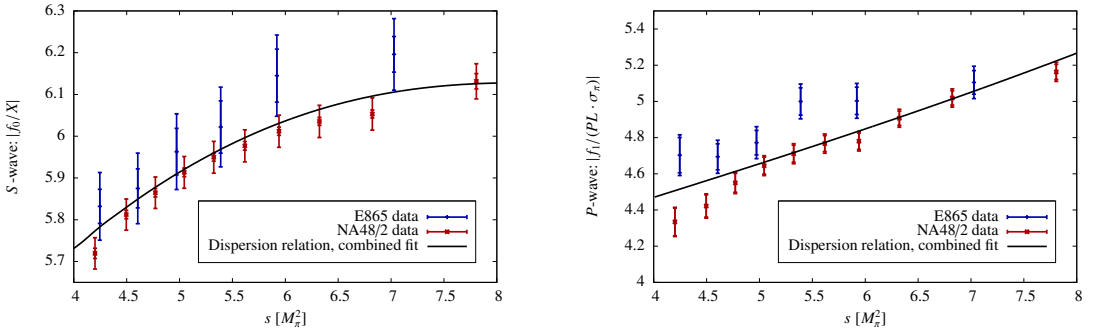 6.3
6.2
6.1
6
5.9
5.8
5.7
S-wave: |f₀/X|
4 4.5 5 5.5 6 6.5 7 7.5 8
s [M²π]
E865 data
NA48/2 data
Dispersion relation, combined fit
5.4
5.2
5
4.8
4.6
4.4
4.2
4
P-wave: |f₁/(PL · σπ)|
4 4.5 5 5.5 6 6.5 7 7.5 8
s [M²π]
E865 data
NA48/2 data
Dispersion relation, combined fit